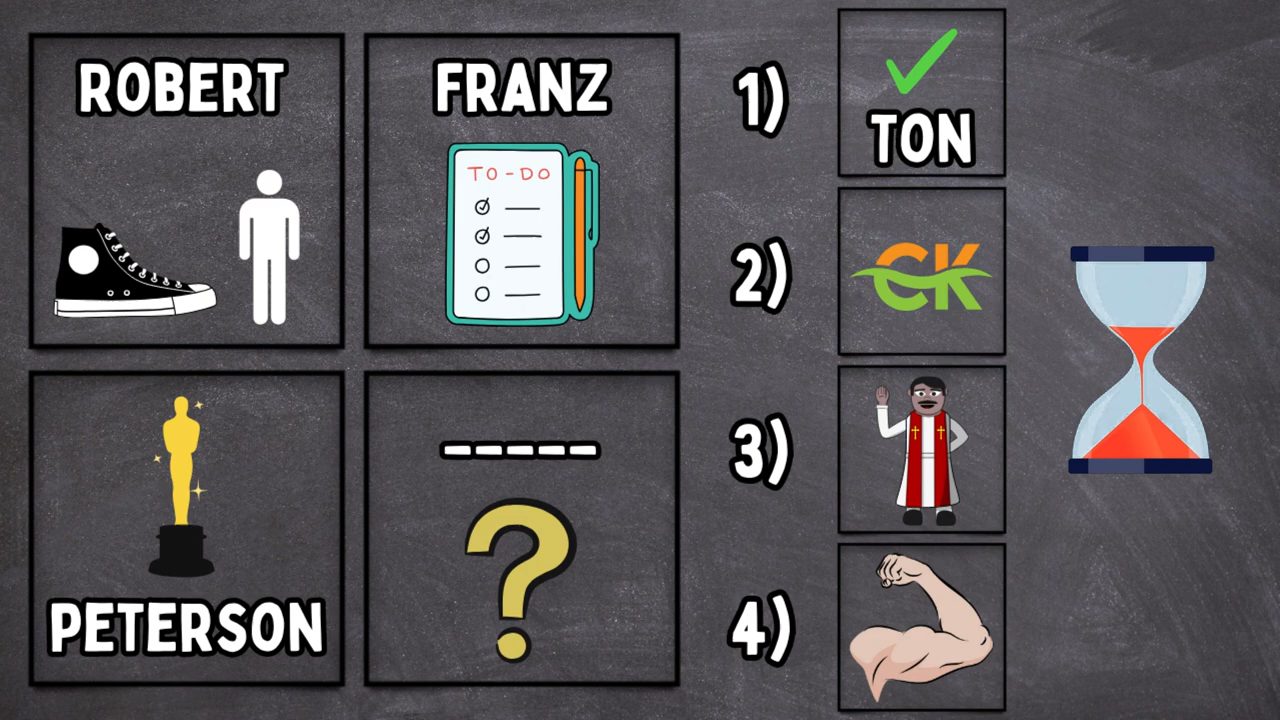 ROBERT
FRANZ
TO-DO
PETERSON
_ _ _ _ _
?
1)
TON
2)
CK
3)
4)